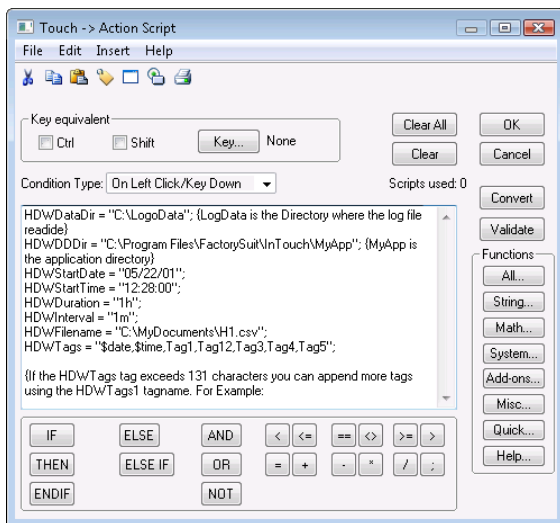 Touch -> Action Script
File Edit Insert Help
Key equivalent
Ctrl Shift Key... None
Clear All OK
Clear Cancel
Condition Type: On Left Click/Key Down Scripts used: 0
Convert
Validate
HDWDataDir = "C:\LogoData"; {LogData is the Directory where the log file
readide}
HDWDDDir = "C:\Program Files\FactorySuit\InTouch\MyApp"; {MyApp is
the application directory}
HDWStartDate = "05/22/01";
HDWStartTime = "12:28:00";
HDWDuration = "1h";
HDWInterval = "1m";
HDWFilename = "C:\MyDocuments\H1.csv";
HDWTags = "$date,$time,Tag1,Tag12,Tag3,Tag4,Tag5";
{If the HDWTags tag exceeds 131 characters you can append more tags
using the HDWTags1 tagname. For Example:
Functions
All...
String...
Math...
System...
Add-ons...
Misc...
Quick...
Help...
IF ELSE AND < <= == <> >= >
THEN ELSE IF OR = + - * / ;
ENDIF NOT